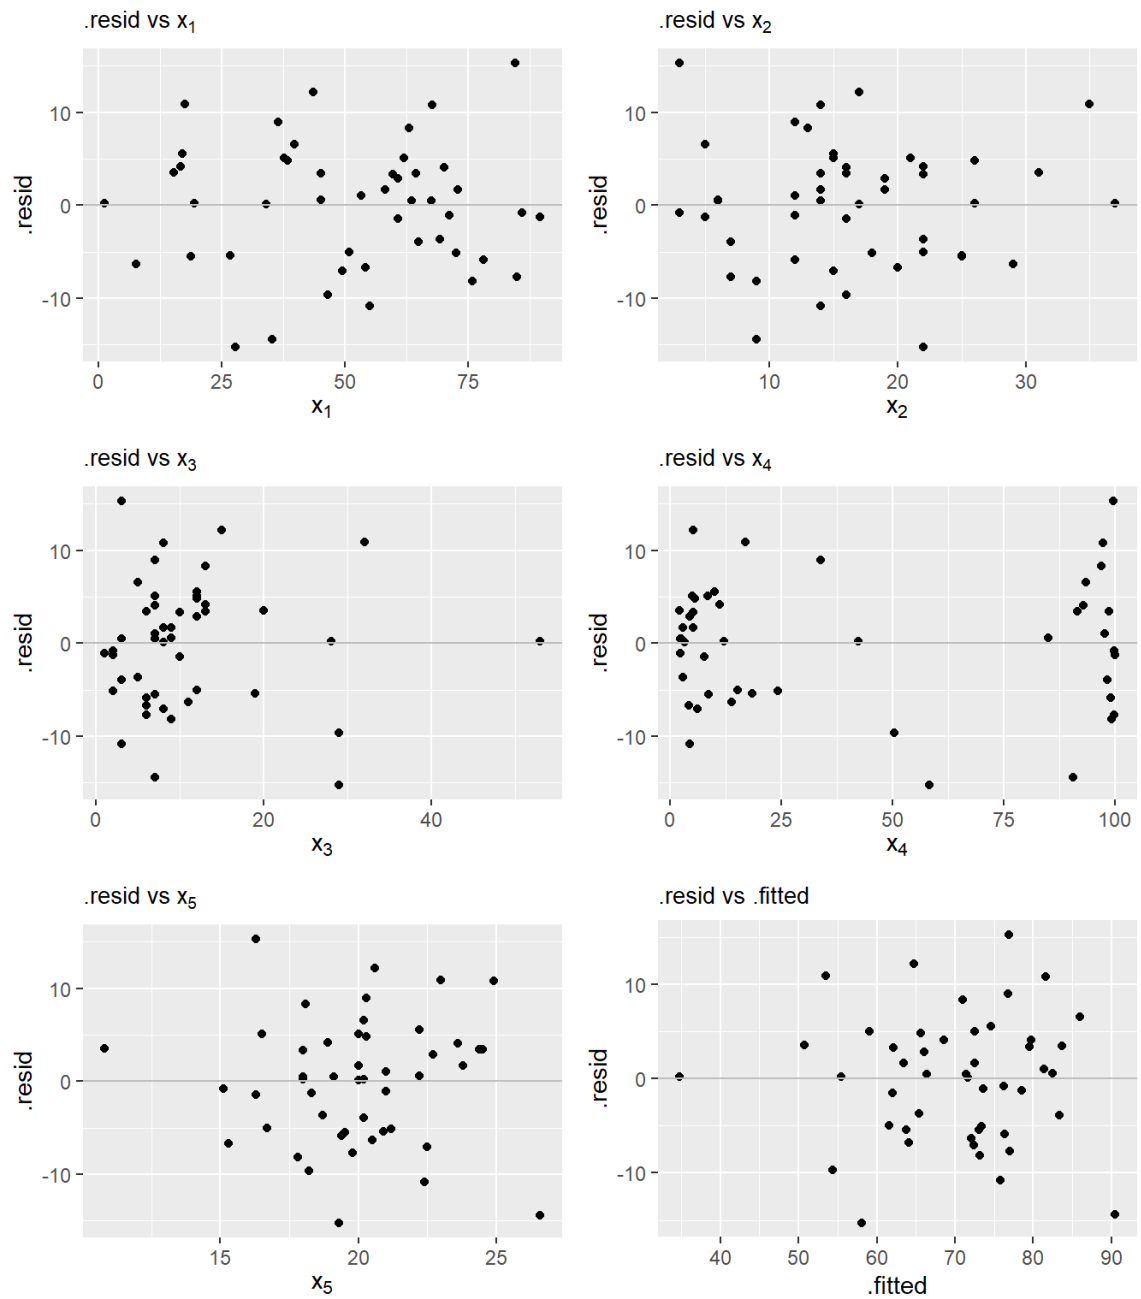 .resid vs x₁
.resid vs x₂
10
0
-10
.resid
0
25
50
75
x₁
10
0
-10
.resid
10
20
30
x₂
.resid vs x₃
.resid vs x₄
10
0
-10
.resid
0
20
40
x₃
10
0
-10
.resid
0
25
50
75
100
x₄
.resid vs x₅
.resid vs .fitted
10
0
-10
.resid
15
20
25
x₅
10
0
-10
.resid
40
50
60
70
80
90
.fitted